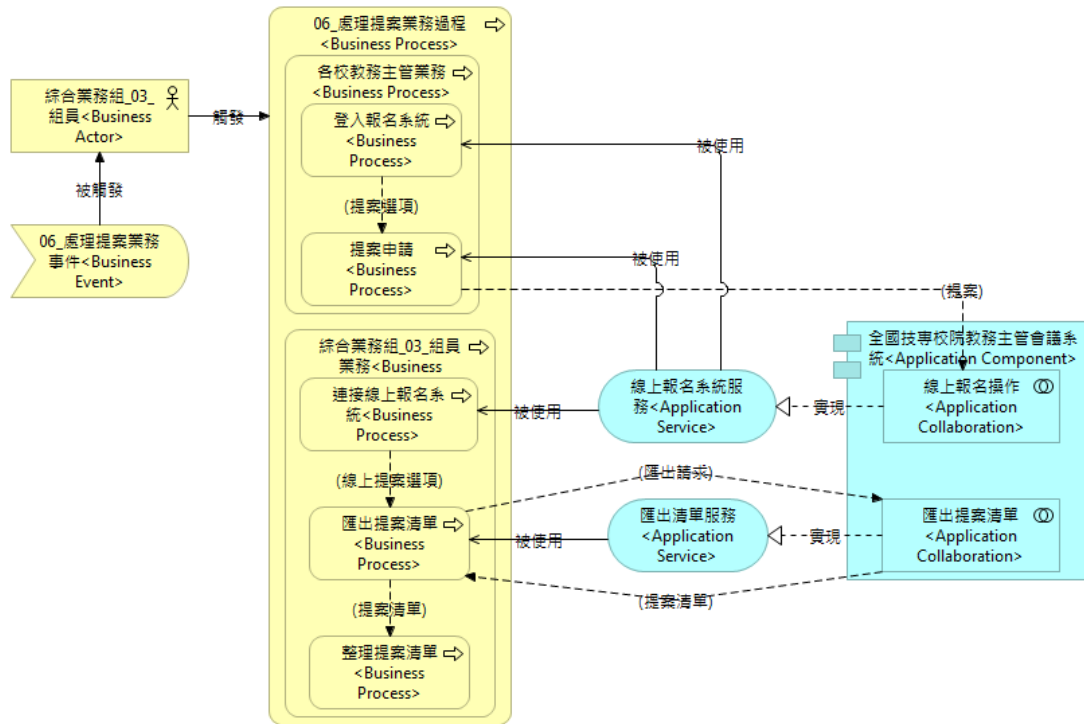 06_處理提案業務過程
<Business Process>
各校教務主管業務
<Business Process>
綜合業務組_03_
組員<Business
Actor>
觸發
登入報名系統
<Business
Process>
被使用
被觸發
(提案選項)
06_處理提案業務
事件<Business
Event>
提案申請
<Business
Process>
被使用
(提案)
全國技專校院教務主管會議系
統<Application Component>
綜合業務組_03_組員
業務<Business
連接線上報名系
統<Business
Process>
被使用
線上報名系統服
務<Application
Service>
實現
線上報名操作
<Application
Collaboration>
(線上提案選項)
(匯出請求)
匯出提案清單
<Business
Process>
被使用
匯出清單服務
<Application
Service>
實現
匯出提案清單
<Application
Collaboration>
(提案清單)
(提案清單)
整理提案清單
<Business
Process>